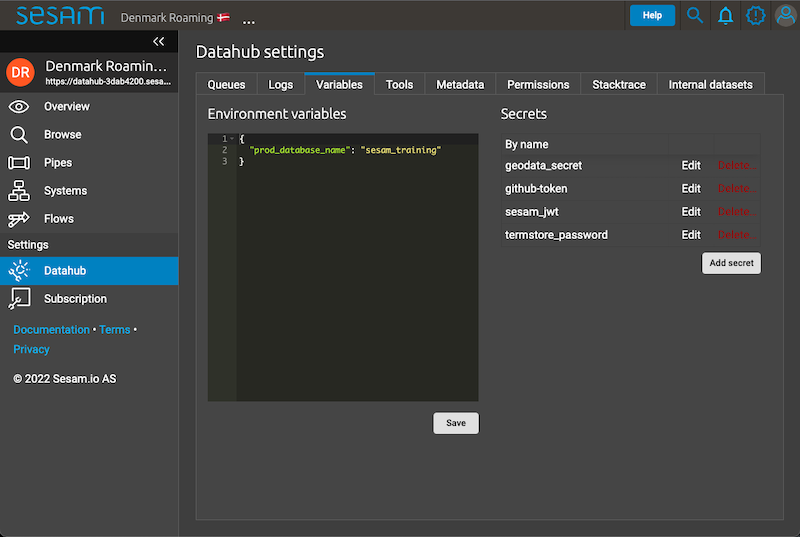 sesam
Denmark Roaming 🇩🇰 ...
Help
DR
Denmark Roamin...
https://datahub-3dab4200.sesa...
Overview
Browse
Pipes
Systems
Flows
Settings
Datahub
Subscription
Documentation • Terms •
Privacy
© 2022 Sesam.io AS
Datahub settings
Queues Logs Variables Tools Metadata Permissions Stacktrace Internal datasets
Environment variables
1 {
2 "prod_database_name": "sesam_training"
3 }
Save
Secrets
By name
geodata_secret Edit Delete...
github-token Edit Delete...
sesam_jwt Edit Delete...
termstore_password Edit Delete...
Add secret